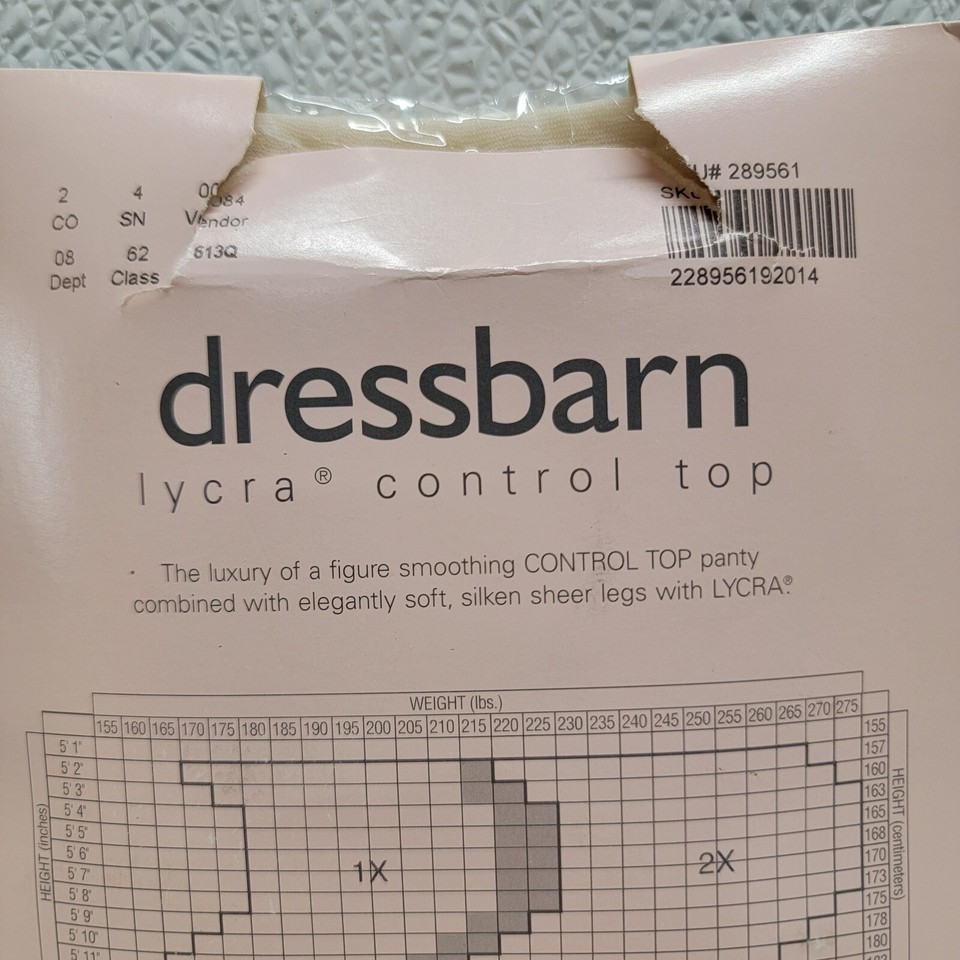 2 4
CO SN Vendor
08 62 613Q
Dept Class
U# 289561
228956192014
dressbarn
lycra® control top
The luxury of a figure smoothing CONTROL TOP panty
combined with elegantly soft, silken sheer legs with LYCRA®.
WEIGHT (lbs.)
155 160 165 170 175 180 185 190 195 200 205 210 215 220 225 230 235 240 245 250 255 260 265 270 275
HEIGHT (inches)
5' 1"
5' 2"
5' 3"
5' 4"
5' 5"
5' 6"
5' 7"
5' 8"
5' 9"
5' 10"
5' 11"
1X
2X
155
157
160
163
165
168
170
173
175
178
180
HEIGHT (centimeters)